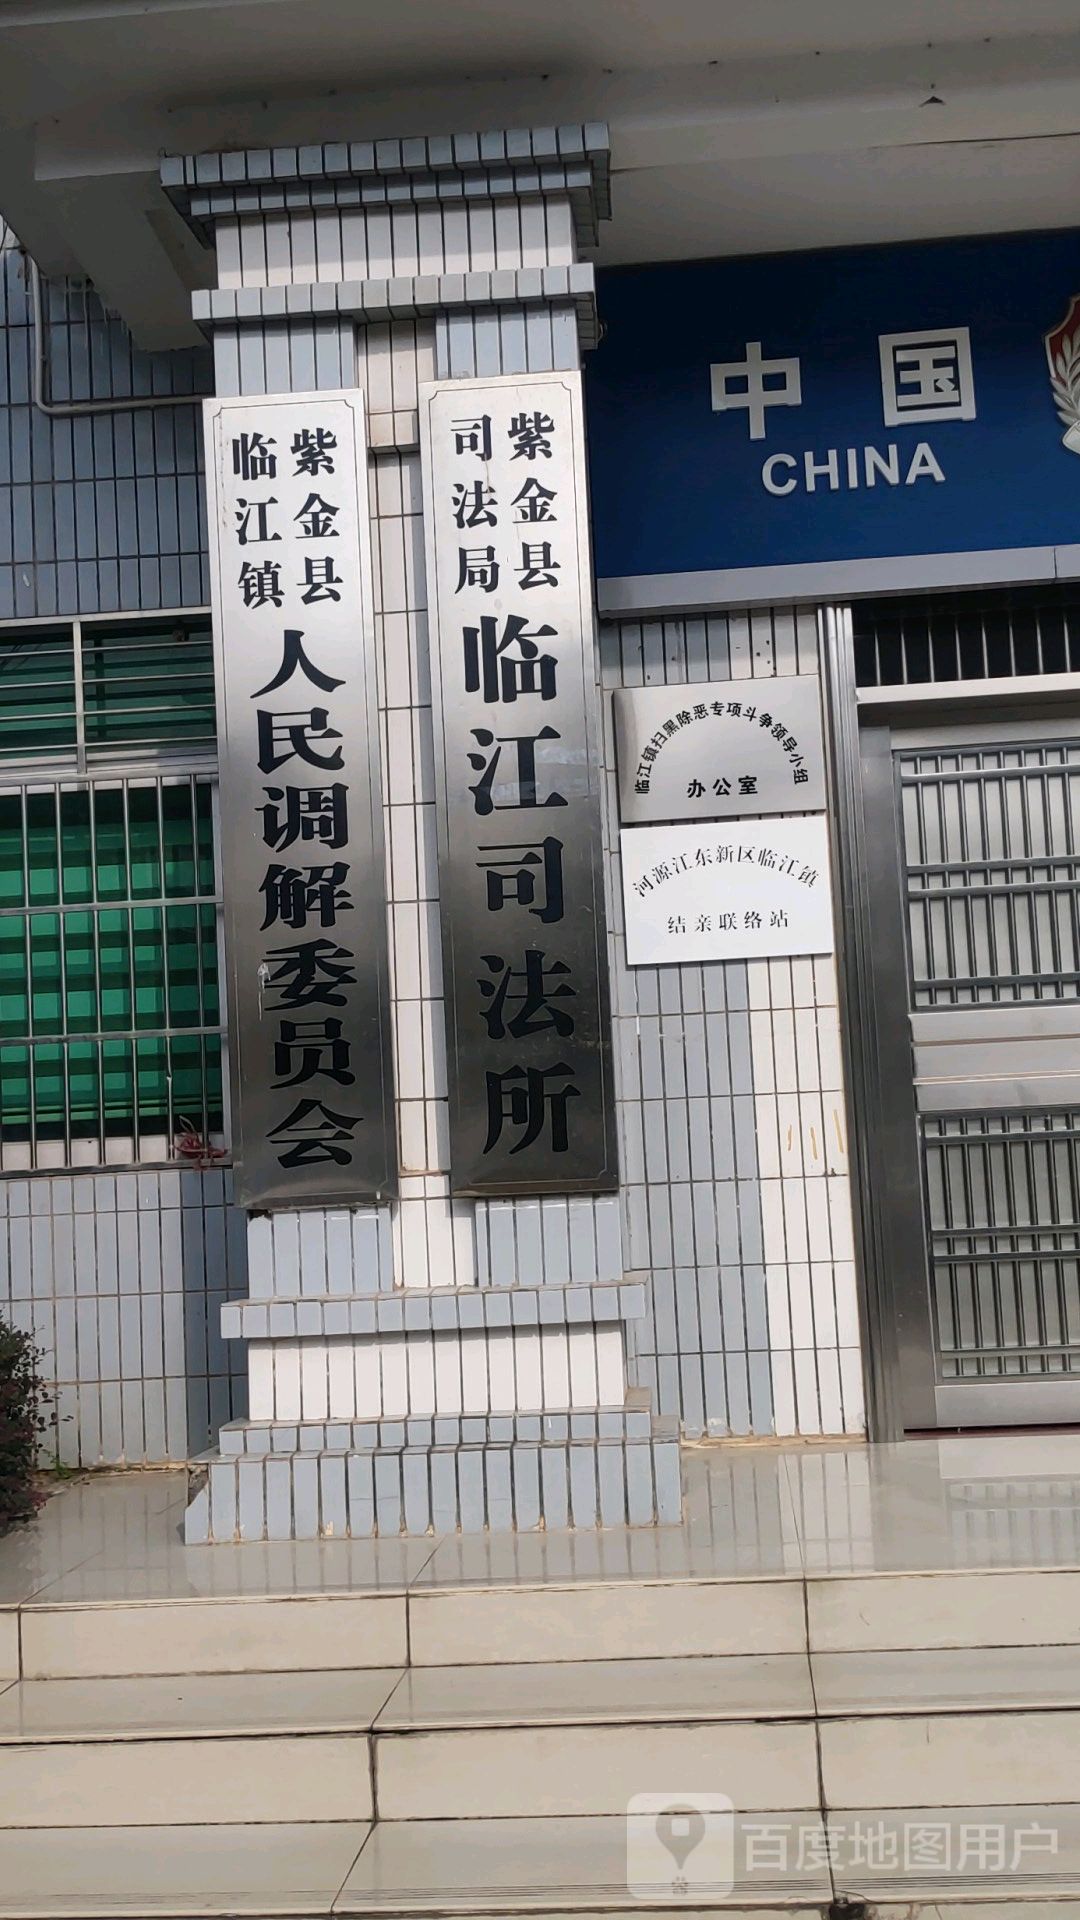 紫金县
临江镇
人民调解委员会
紫金县
司法局
临江司法所
中国
CHINA
临江镇扫黑除恶专项斗争领导小组
办公室
河源江东新区临江镇
结亲联络站
百度地图用户